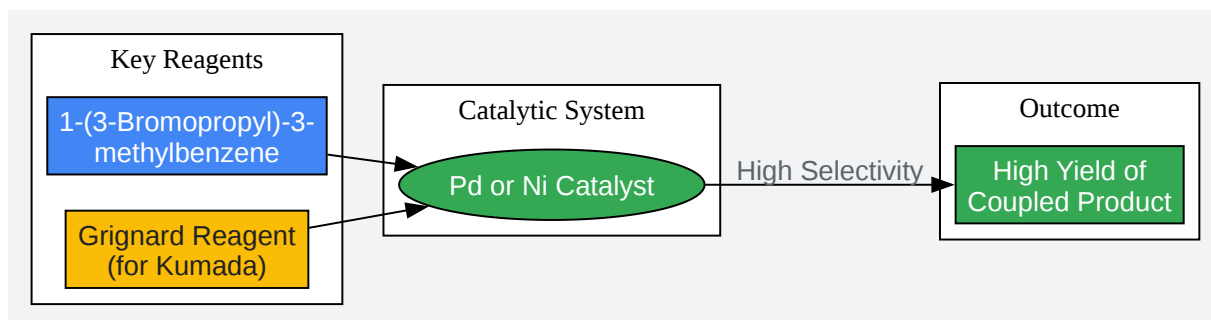 Key Reagents
1-(3-Bromopropyl)-3-
methylbenzene
Grignard Reagent
(for Kumada)
Catalytic System
Pd or Ni Catalyst
High Selectivity
Outcome
High Yield of
Coupled Product